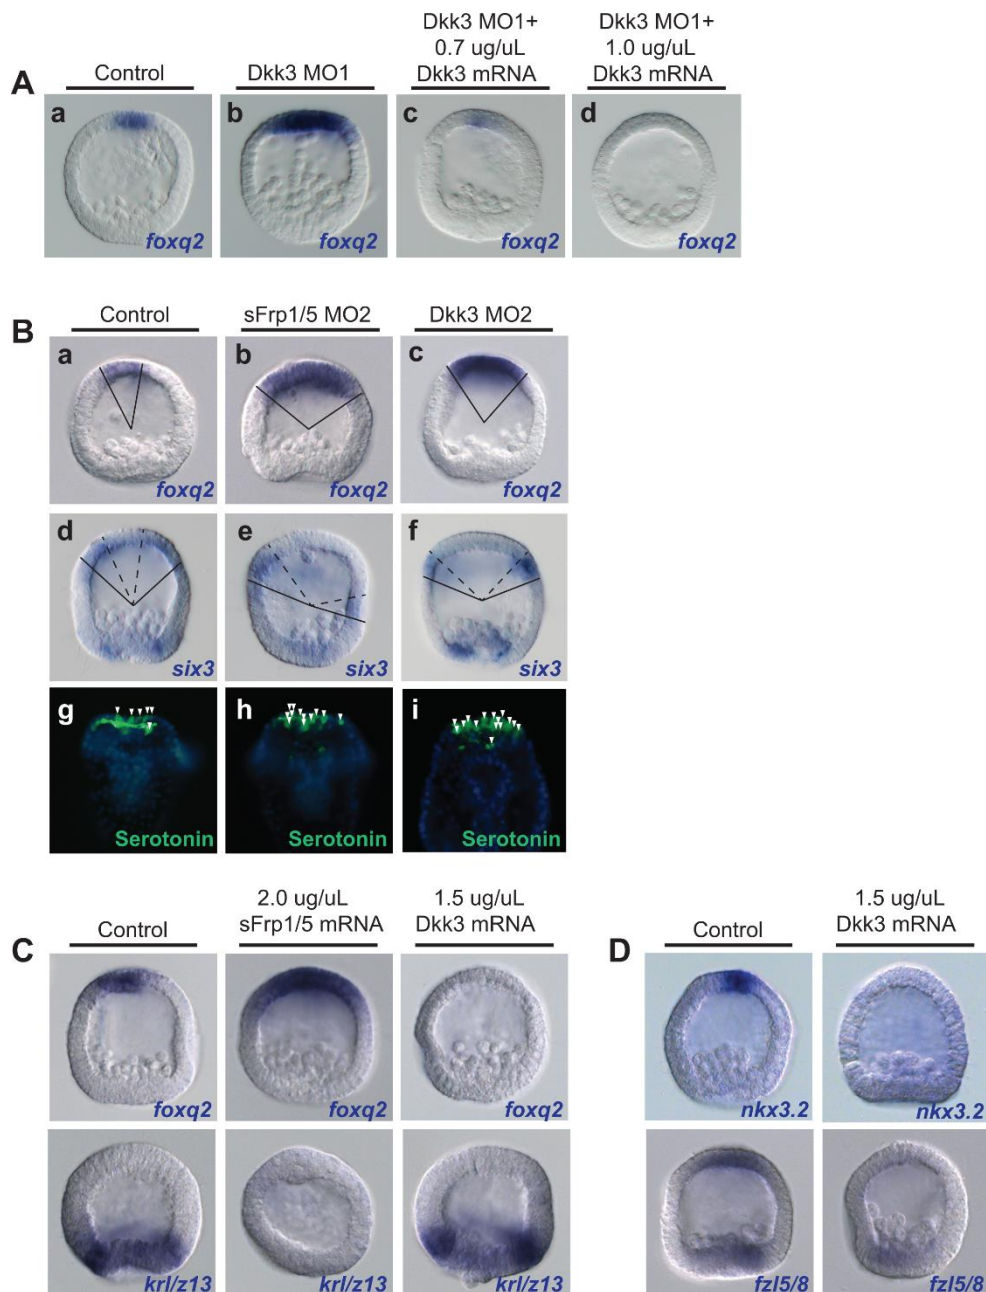 A
Control
Dkk3 MO1
Dkk3 MO1+
0.7 ug/uL
Dkk3 mRNA
Dkk3 MO1+
1.0 ug/uL
Dkk3 mRNA
a
b
c
d
foxq2
foxq2
foxq2
foxq2
B
Control
sFrp1/5 MO2
Dkk3 MO2
a
b
c
foxq2
foxq2
foxq2
d
e
f
six3
six3
six3
g
h
i
Serotonin
Serotonin
Serotonin
C
Control
2.0 ug/uL
sFrp1/5 mRNA
1.5 ug/uL
Dkk3 mRNA
foxq2
foxq2
foxq2
krl/z13
krl/z13
krl/z13
D
Control
1.5 ug/uL
Dkk3 mRNA
nkx3.2
nkx3.2
fzl5/8
fzl5/8